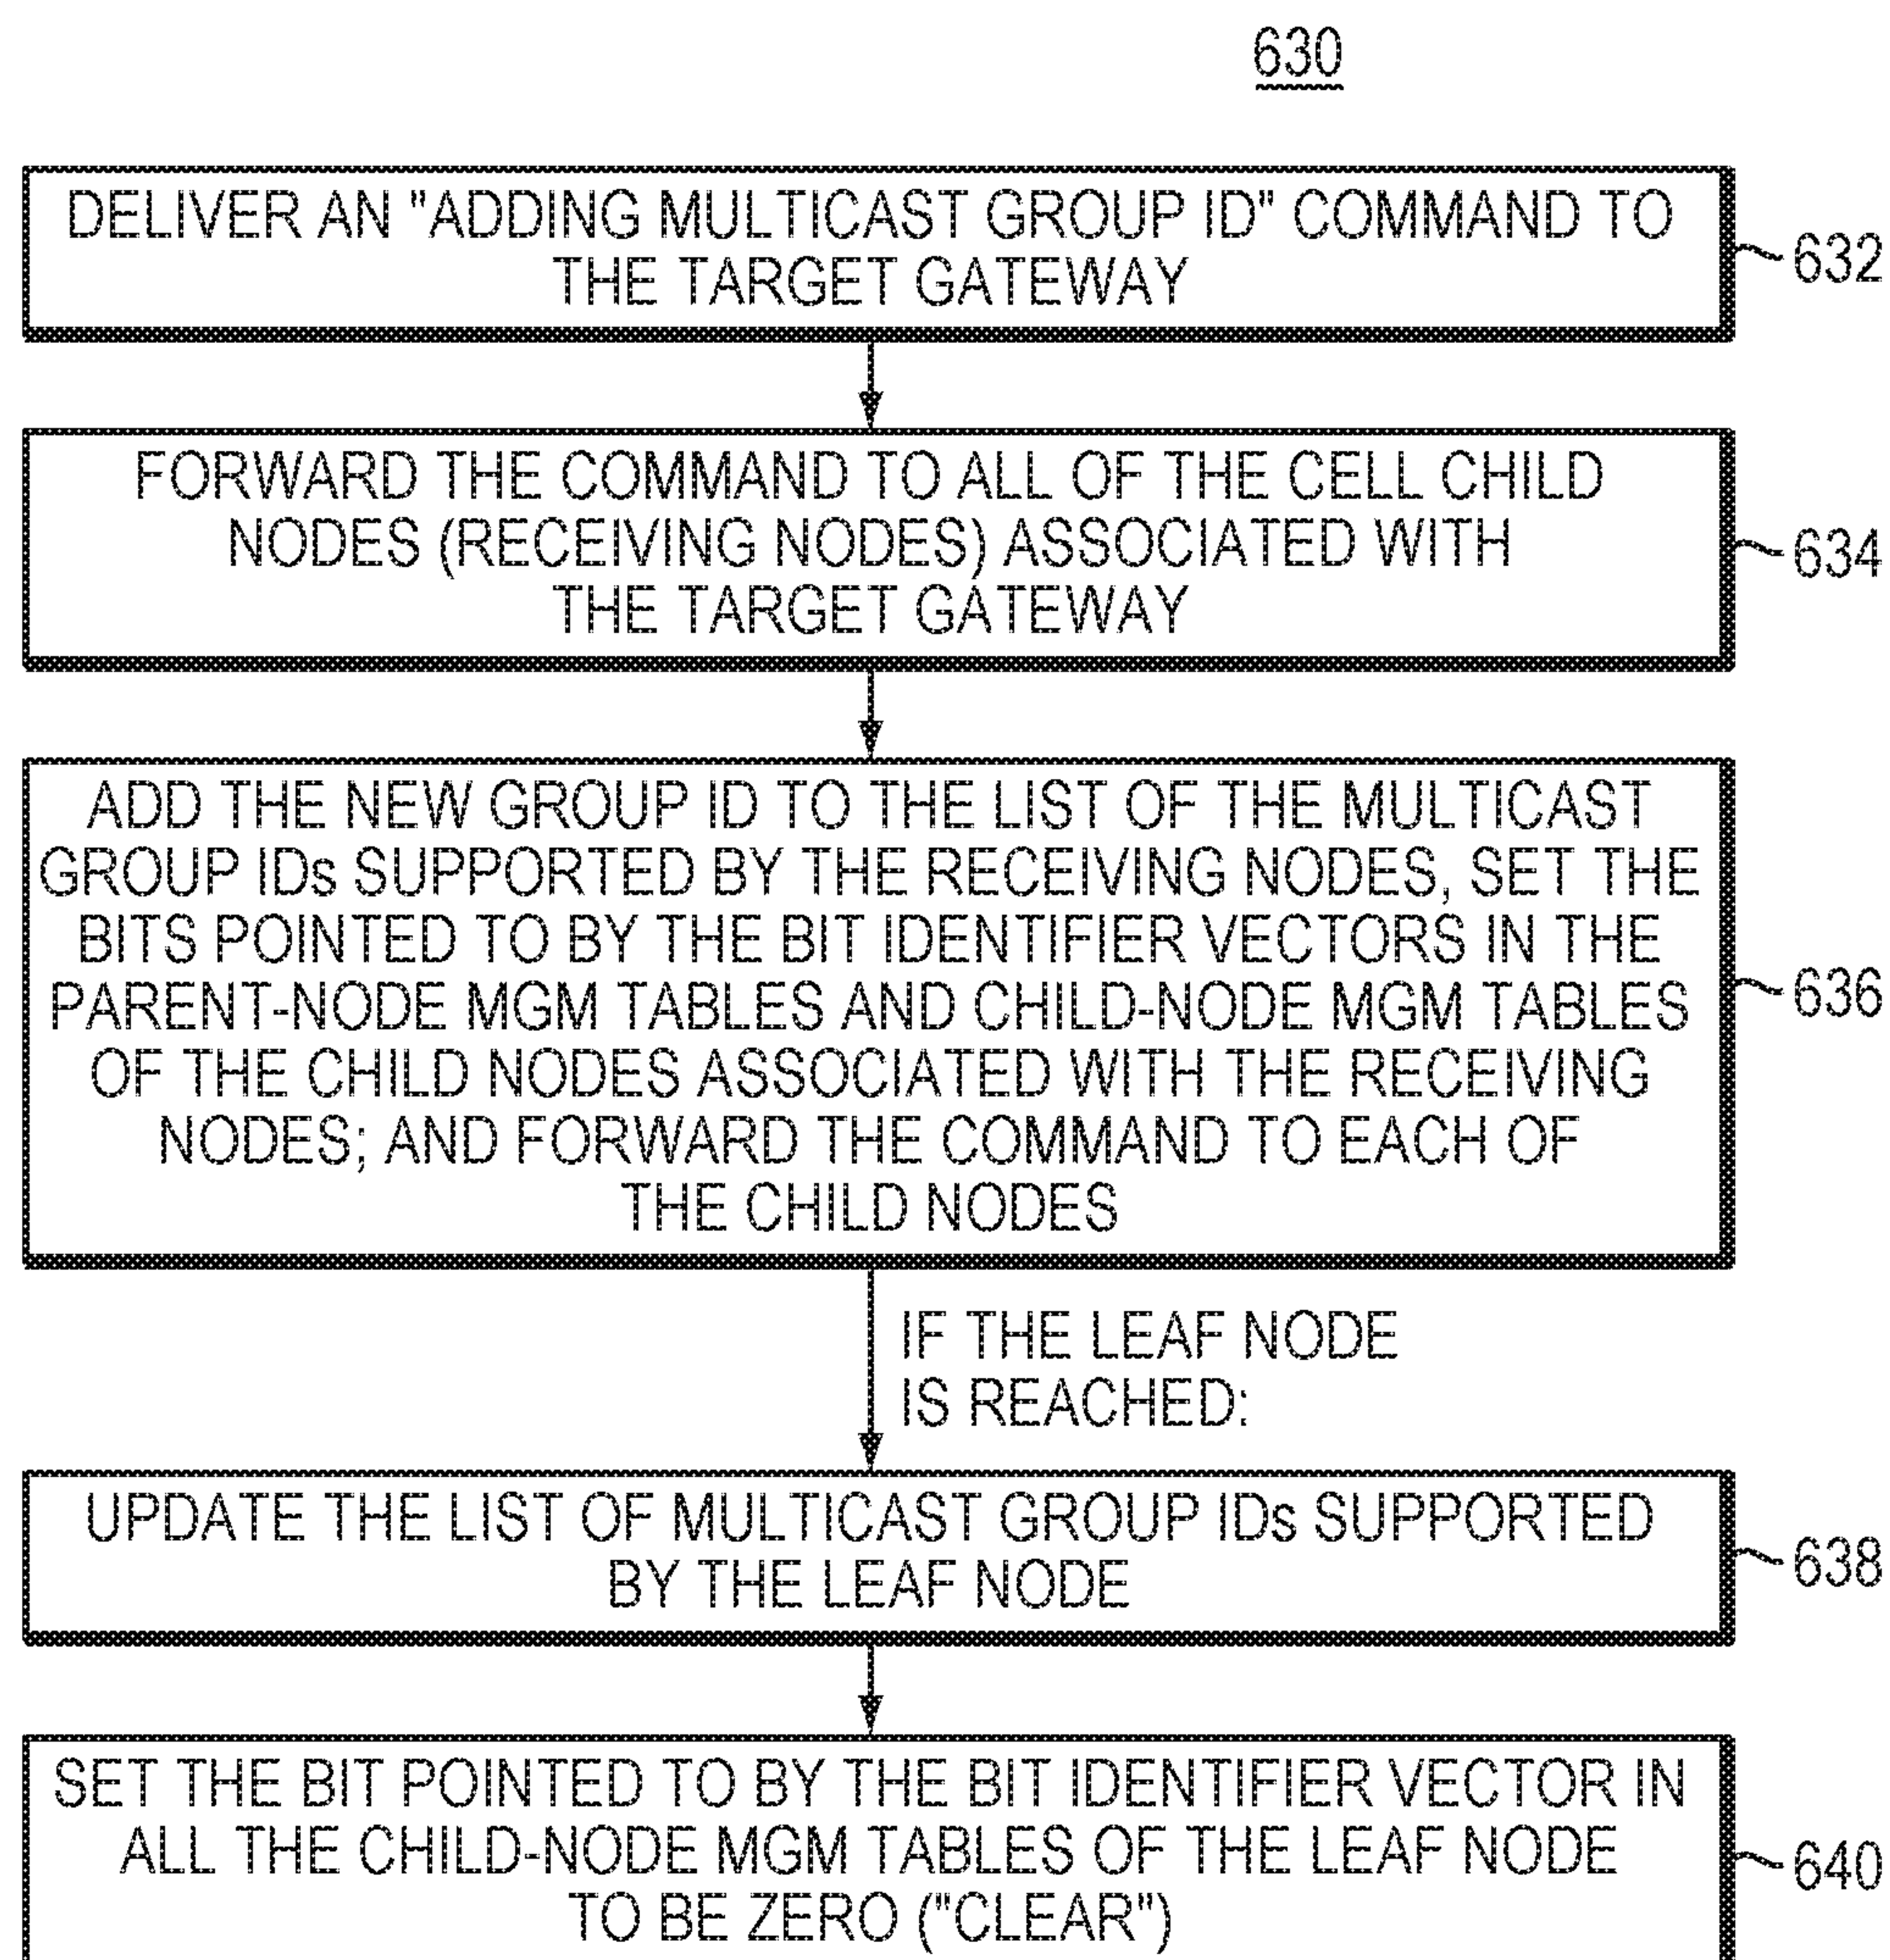 630
DELIVER AN "ADDING MULTICAST GROUP ID" COMMAND TO
THE TARGET GATEWAY
632
FORWARD THE COMMAND TO ALL OF THE CELL CHILD
NODES (RECEIVING NODES) ASSOCIATED WITH
THE TARGET GATEWAY
634
ADD THE NEW GROUP ID TO THE LIST OF THE MULTICAST
GROUP IDs SUPPORTED BY THE RECEIVING NODES, SET THE
BITS POINTED TO BY THE BIT IDENTIFIER VECTORS IN THE
PARENT-NODE MGM TABLES AND CHILD-NODE MGM TABLES
OF THE CHILD NODES ASSOCIATED WITH THE RECEIVING
NODES; AND FORWARD THE COMMAND TO EACH OF
THE CHILD NODES
636
IF THE LEAF NODE
IS REACHED:
UPDATE THE LIST OF MULTICAST GROUP IDs SUPPORTED
BY THE LEAF NODE
638
SET THE BIT POINTED TO BY THE BIT IDENTIFIER VECTOR IN
ALL THE CHILD-NODE MGM TABLES OF THE LEAF NODE
TO BE ZERO ("CLEAR")
640